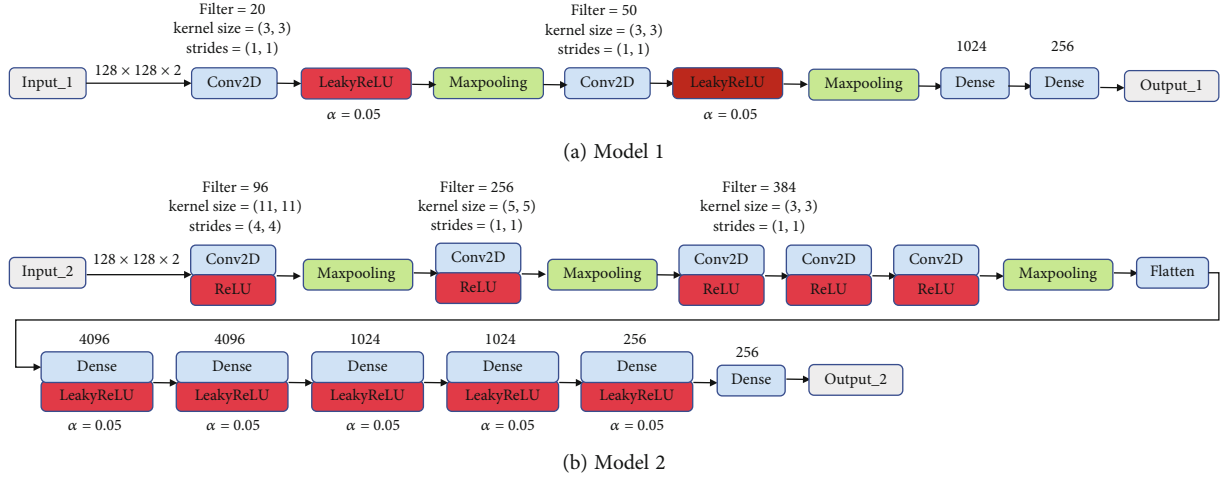 Filter = 20
kernel size = (3, 3)
strides = (1, 1)
Filter = 50
kernel size = (3, 3)
strides = (1, 1)
1024
256
Input_1
128 × 128 × 2
Conv2D
LeakyReLU
Maxpooling
Conv2D
LeakyReLU
Maxpooling
Dense
Dense
Output_1
α = 0.05
α = 0.05
(a) Model 1
Filter = 96
kernel size = (11, 11)
strides = (4, 4)
Filter = 256
kernel size = (5, 5)
strides = (1, 1)
Filter = 384
kernel size = (3, 3)
strides = (1, 1)
Input_2
128 × 128 × 2
Conv2D
ReLU
Maxpooling
Conv2D
ReLU
Maxpooling
Conv2D
ReLU
Conv2D
ReLU
Conv2D
ReLU
Maxpooling
Flatten
4096
Dense
LeakyReLU
α = 0.05
4096
Dense
LeakyReLU
α = 0.05
1024
Dense
LeakyReLU
α = 0.05
1024
Dense
LeakyReLU
α = 0.05
256
Dense
LeakyReLU
α = 0.05
256
Dense
Output_2
(b) Model 2